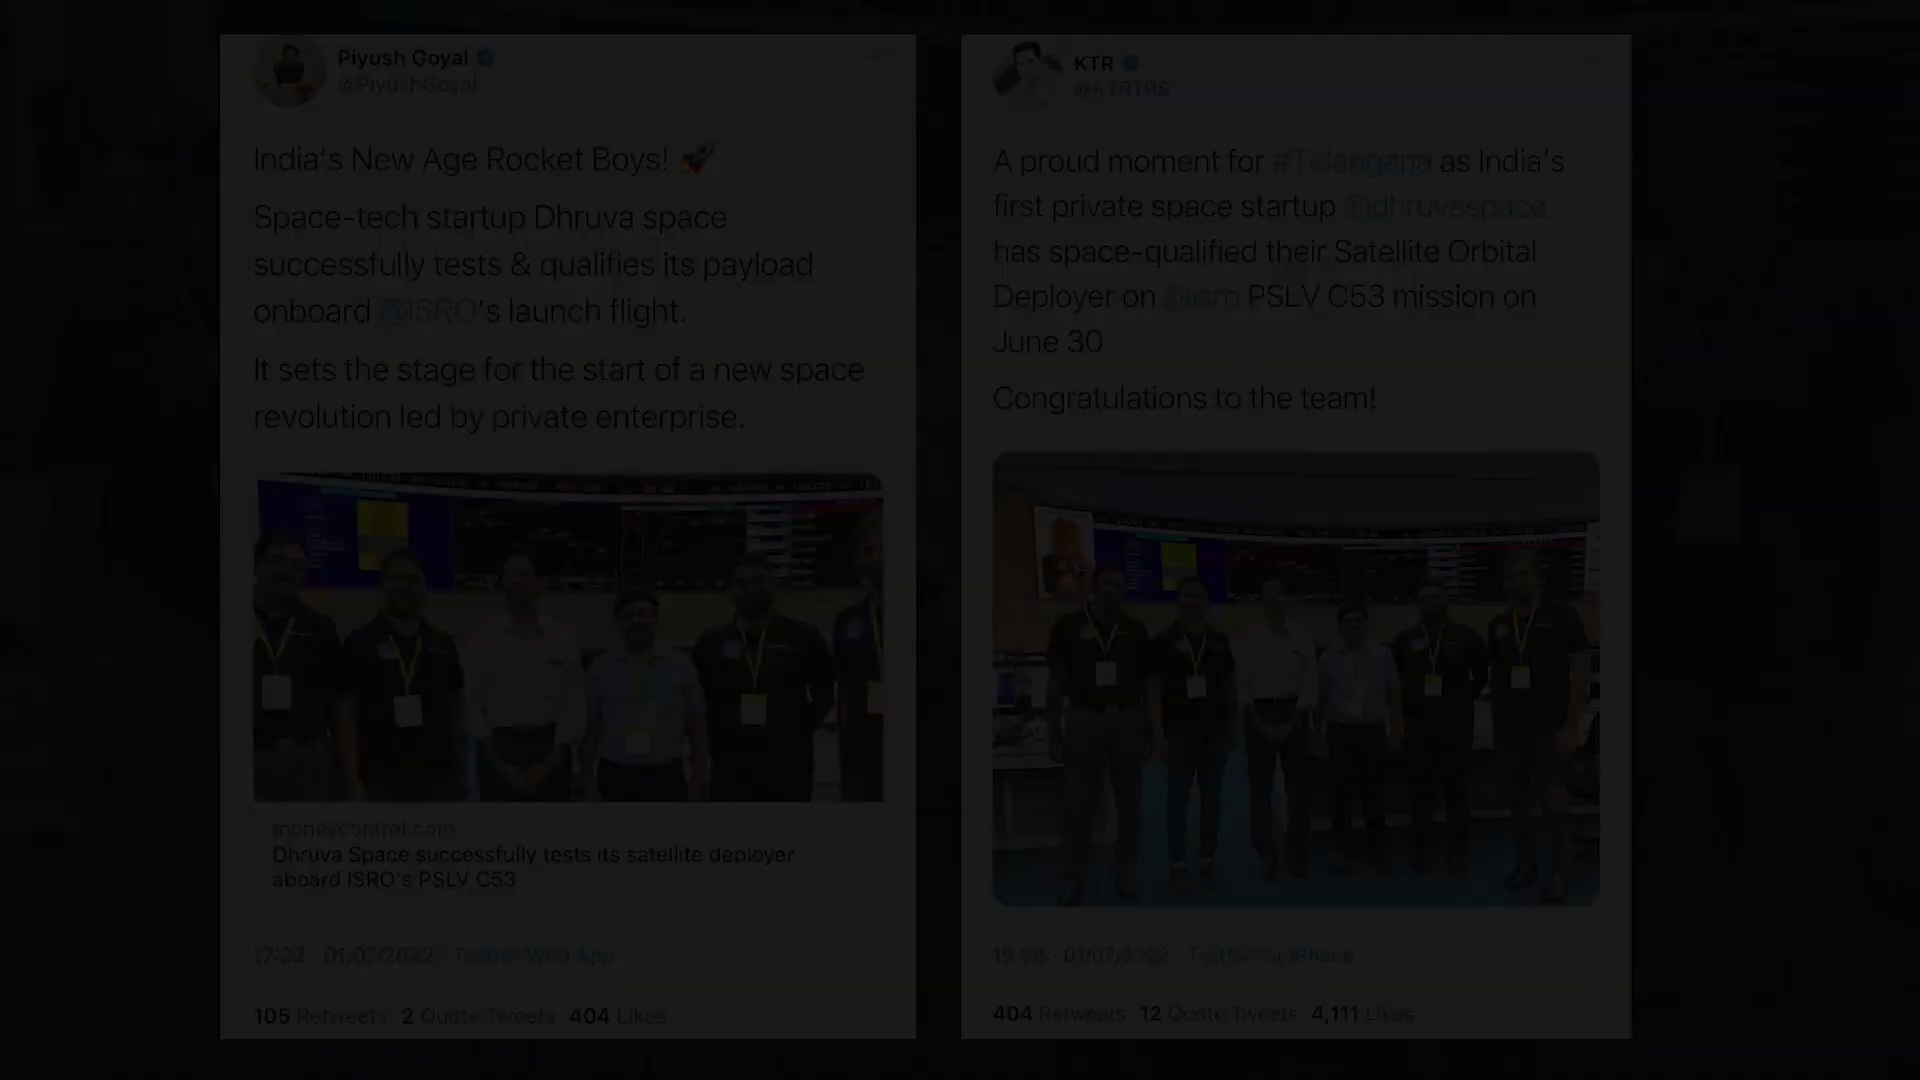 Piyush Goyal
@PiyushGoyal
India's New Age Rocket Boys! 🚀
Space-tech startup Dhruva space
successfully tests & qualifies its payload
onboard @ISRO's launch flight.
It sets the stage for the start of a new space
revolution led by private enterprise.
moneycontrol.com
Dhruva Space successfully tests its satellite deployer
aboard ISRO's PSLV C53
01/07/2022 · Twitter Web App
105 Retweets 2 Quote Tweets 404 Likes
KTR
@KTRTRS
A proud moment for #Telangana as India's
first private space startup @dhruvaspace
has space-qualified their Satellite Orbital
Deployer on @isro PSLV C53 mission on
June 30
Congratulations to the team!
19:58 · 01/07/2022 · Twitter for iPhone
404 Retweets 12 Quote Tweets 4,111 Likes